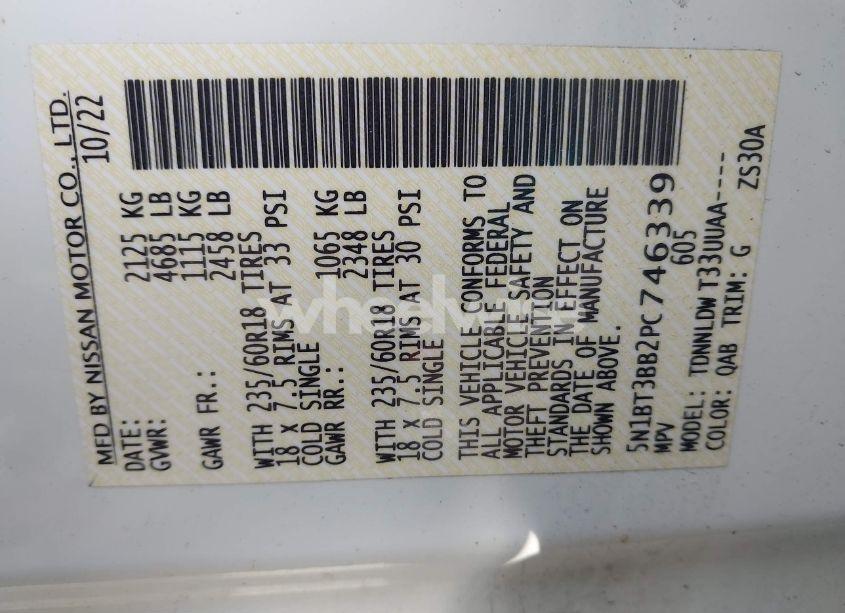 MFD BY NISSAN MOTOR CO., LTD.
DATE: 10/22
GVWR: 2125 KG
4685 LB
GAWR FR.: 1115 KG
2458 LB
WITH 235/60R18 TIRES
18 X 7.5 RIMS AT 33 PSI
COLD SINGLE
GAWR RR.: 1065 KG
2348 LB
WITH 235/60R18 TIRES
18 X 7.5 RIMS AT 30 PSI
COLD SINGLE
THIS VEHICLE CONFORMS TO
ALL APPLICABLE FEDERAL
MOTOR VEHICLE SAFETY AND
THEFT PREVENTION
STANDARDS IN EFFECT ON
THE DATE OF MANUFACTURE
SHOWN ABOVE.
5N1BT3BB2PC746339
MPV 605
MODEL: TDNNLDW T33UUAA----
COLOR: QAB TRIM: G ZS30A